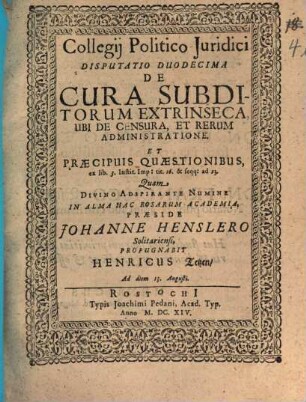 Collegij Politico Juridici
DISPUTATIO DUODECIMA
DE
CURA SUBDI-
TORUM EXTRINSECA,
UBI DE CENSURA, ET RERUM
ADMINISTRATIONE,
ET
PRÆCIPUIS QUÆSTIONIBUS,
ex lib. 3. Instit. Imp: tit. 18. & seqq; ad 23.
Quam
DIVINO ADSPIRANTE NUMINE
IN ALMA HAC ROSARUM ACADEMIA,
PRÆSIDE
JOHANNE HENSLERO
Solitariensi,
PROPUGNABIT
HENRICUS
Ad diem 13. Augusti.
ROSTOCHI
Typis Joachimi Pedani, Acad. Typ.
Anno M. DC. XIV.